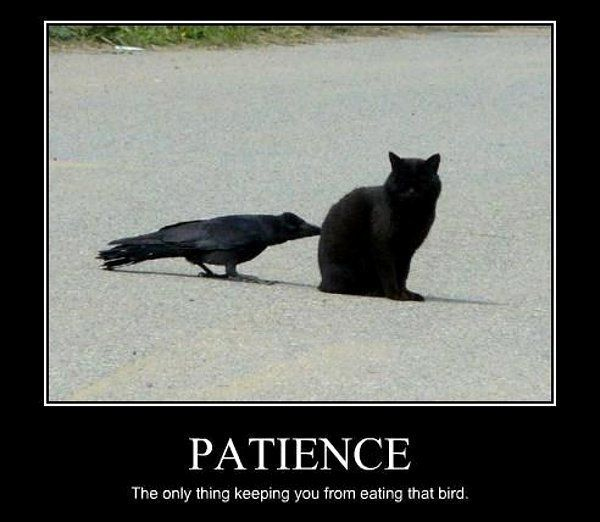 PATIENCE
The only thing keeping you from eating that bird.